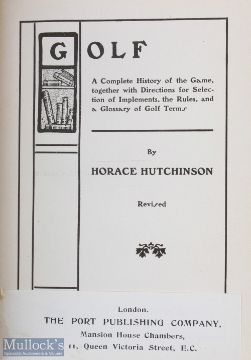 GOLF
A Complete History of the Game,
together with Directions for Selec-
tion of Implements, the Rules, and
a Glossary of Golf Terms
By
HORACE HUTCHINSON
Revised
London.
THE PORT PUBLISHING COMPANY,
Mansion House Chambers,
11, Queen Victoria Street, E.C.
Mullock's